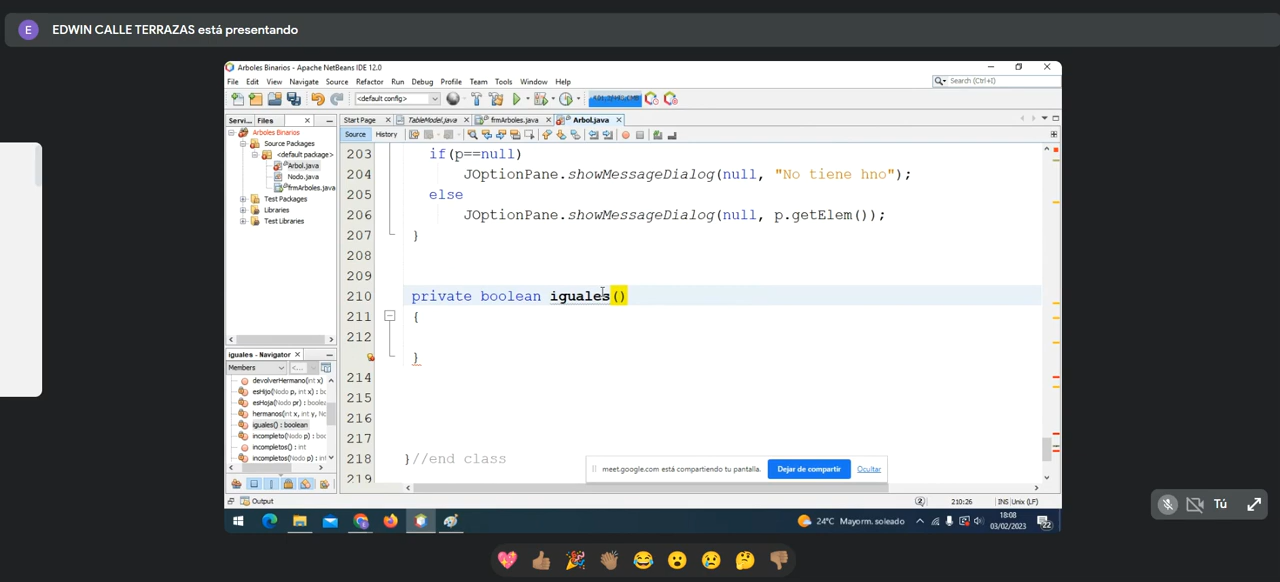 E EDWIN CALLE TERRAZAS está presentando
Arboles Binarios - Apache NetBeans IDE 12.0
File Edit View Navigate Source Refactor Run Debug Profile Team Tools Window Help
Search (Ctrl+I)
<default config>
Servi... Files
Start Page TableModel.java frmArboles.java Arbol.java
Source History
Arboles Binarios
Source Packages
<default package>
Arbol.java
Nodo.java
frmArboles.java
Test Packages
Libraries
Test Libraries
203 if(p==null)
204 JOptionPane.showMessageDialog(null, "No tiene hno");
205 else
206 JOptionPane.showMessageDialog(null, p.getElem());
207 }
208
209
210 private boolean iguales()
211 {
212
}
214
215
216
217
218 }//end class
219
iguales - Navigator
Members <...
devolverHermano(int x)
esHijo(Nodo p, int x) : bo
esHoja(Nodo pr) : boolea
hermanos(int x, int y, No
iguales() : boolean
incompleto(Nodo p) : boo
incompletos() : int
incompletos(Nodo p) : int
meet.google.com está compartiendo tu pantalla. Dejar de compartir Ocultar
Output
210:26 INS Unix (LF)
24°C Mayorm. soleado
18:08
03/02/2023
22
Tú